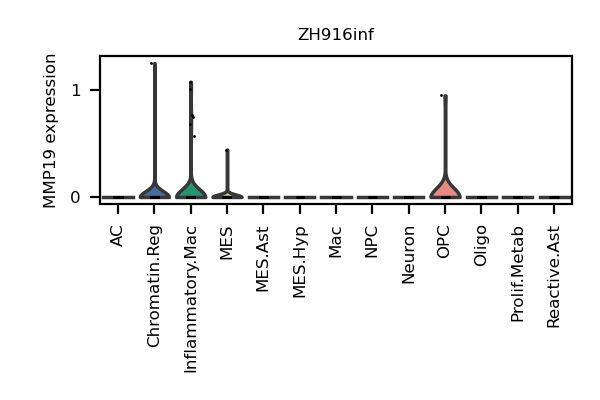 ZH916inf
MMP19 expression
1
0
AC
Chromatin.Reg
Inflammatory.Mac
MES
MES.Ast
MES.Hyp
Mac
NPC
Neuron
OPC
Oligo
Prolif.Metab
Reactive.Ast